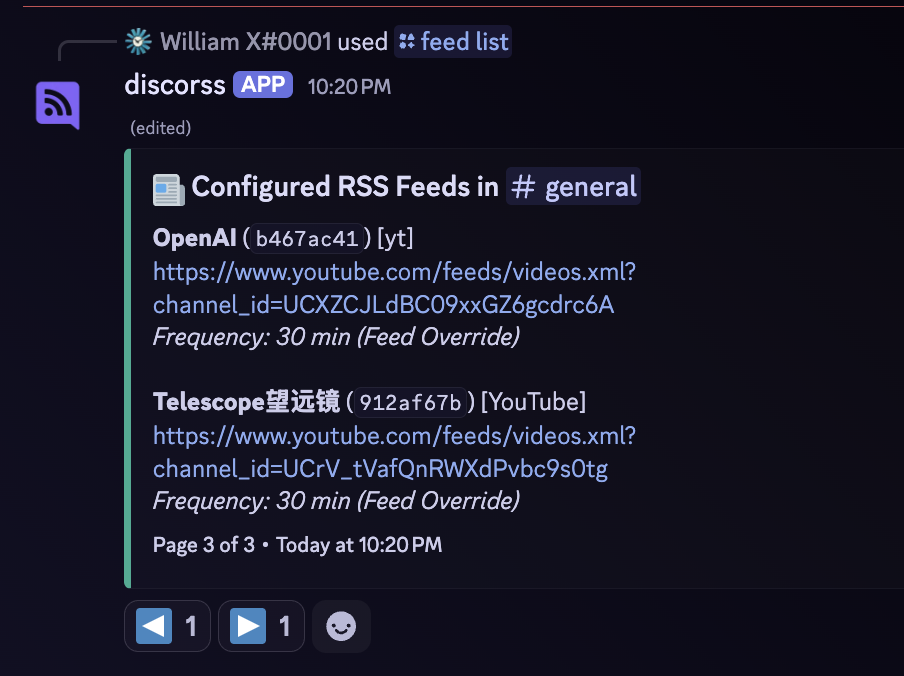 William X#0001 used feed list
discorss APP 10:20 PM
(edited)
Configured RSS Feeds in # general
OpenAI (b467ac41) [yt]
https://www.youtube.com/feeds/videos.xml?
channel_id=UCXZCJLdBC09xxGZ6gcdrc6A
Frequency: 30 min (Feed Override)
Telescope望远镜 (912af67b) [YouTube]
https://www.youtube.com/feeds/videos.xml?
channel_id=UCrV_tVafQnRWXdPvbc9s0tg
Frequency: 30 min (Feed Override)
Page 3 of 3 • Today at 10:20 PM
1 1